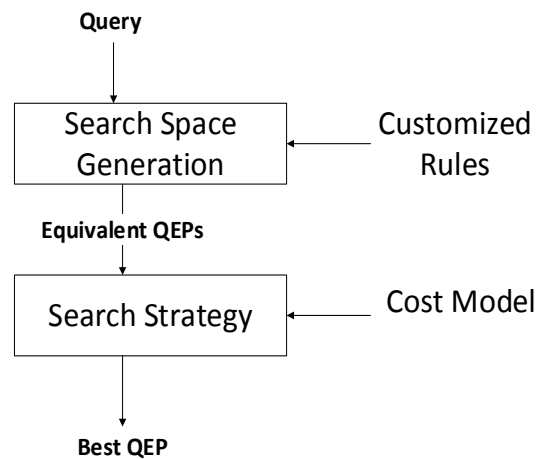 Query
Search Space
Generation
Customized
Rules
Equivalent QEPs
Search Strategy
Cost Model
Best QEP